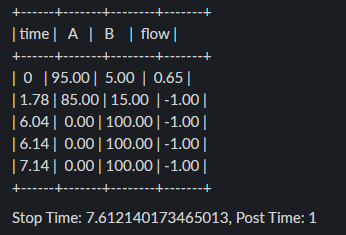 +------+-------+--------+-------+
| time |   A   |   B    |  flow |
+------+-------+--------+-------+
|  0   | 95.00 |  5.00  |  0.65 |
| 1.78 | 85.00 | 15.00  | -1.00 |
| 6.04 |  0.00 | 100.00 | -1.00 |
| 6.14 |  0.00 | 100.00 | -1.00 |
| 7.14 |  0.00 | 100.00 | -1.00 |
+------+-------+--------+-------+
Stop Time: 7.612140173465013, Post Time: 1